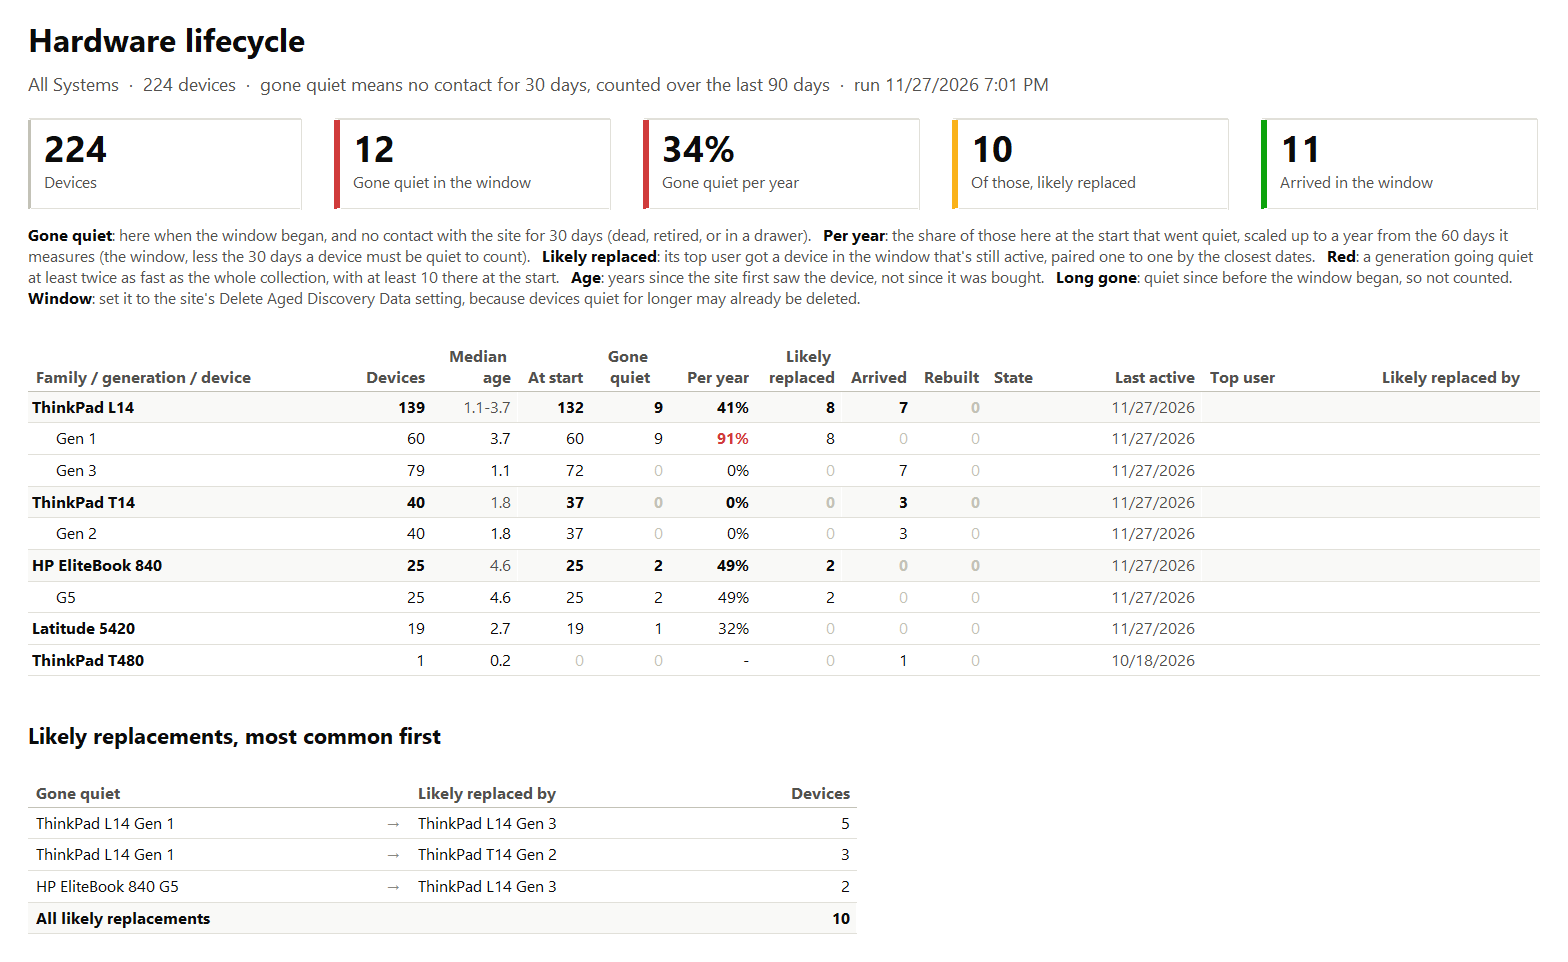 Hardware lifecycle
All Systems · 224 devices · gone quiet means no contact for 30 days, counted over the last 90 days · run 11/27/2026 7:01 PM
224
Devices
12
Gone quiet in the window
34%
Gone quiet per year
10
Of those, likely replaced
11
Arrived in the window
Gone quiet: here when the window began, and no contact with the site for 30 days (dead, retired, or in a drawer). Per year: the share of those here at the start that went quiet, scaled up to a year from the 60 days it
measures (the window, less the 30 days a device must be quiet to count). Likely replaced: its top user got a device in the window that's still active, paired one to one by the closest dates. Red: a generation going quiet
at least twice as fast as the whole collection, with at least 10 there at the start. Age: years since the site first saw the device, not since it was bought. Long gone: quiet since before the window began, so not counted.
Window: set it to the site's Delete Aged Discovery Data setting, because devices quiet for longer may already be deleted.
Family / generation / device Devices Median age At start Gone quiet Per year Likely replaced Arrived Rebuilt State Last active Top user Likely replaced by
ThinkPad L14 139 1.1-3.7 132 9 41% 8 7 0 11/27/2026
Gen 1 60 3.7 60 9 91% 8 0 0 11/27/2026
Gen 3 79 1.1 72 0 0% 0 7 0 11/27/2026
ThinkPad T14 40 1.8 37 0 0% 0 3 0 11/27/2026
Gen 2 40 1.8 37 0 0% 0 3 0 11/27/2026
HP EliteBook 840 25 4.6 25 2 49% 2 0 0 11/27/2026
G5 25 4.6 25 2 49% 2 0 0 11/27/2026
Latitude 5420 19 2.7 19 1 32% 0 0 0 11/27/2026
ThinkPad T480 1 0.2 0 0 - 0 1 0 10/18/2026
Likely replacements, most common first
Gone quiet Likely replaced by Devices
ThinkPad L14 Gen 1 → ThinkPad L14 Gen 3 5
ThinkPad L14 Gen 1 → ThinkPad T14 Gen 2 3
HP EliteBook 840 G5 → ThinkPad L14 Gen 3 2
All likely replacements 10